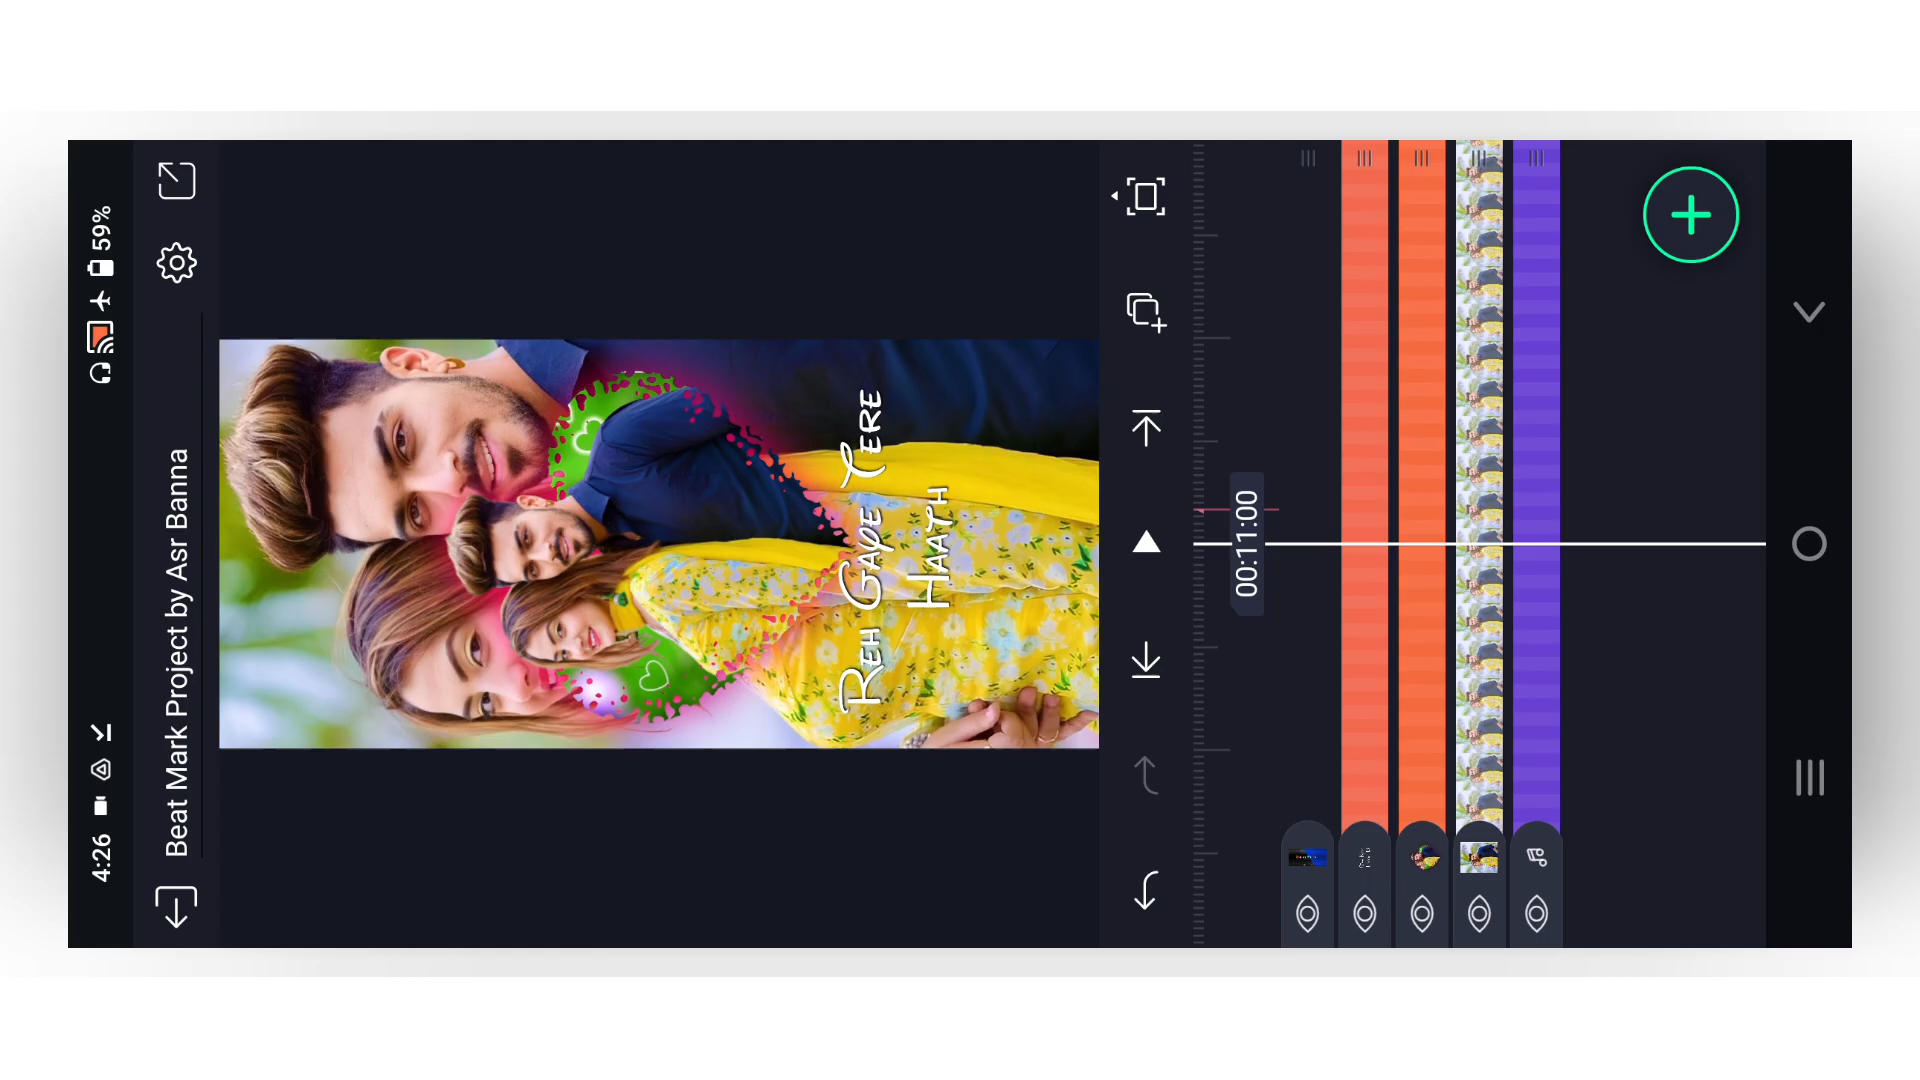 4:26
59%
Beat Mark Project by Asr Banna
REH GAYE TERE
HAATH
00:11:00